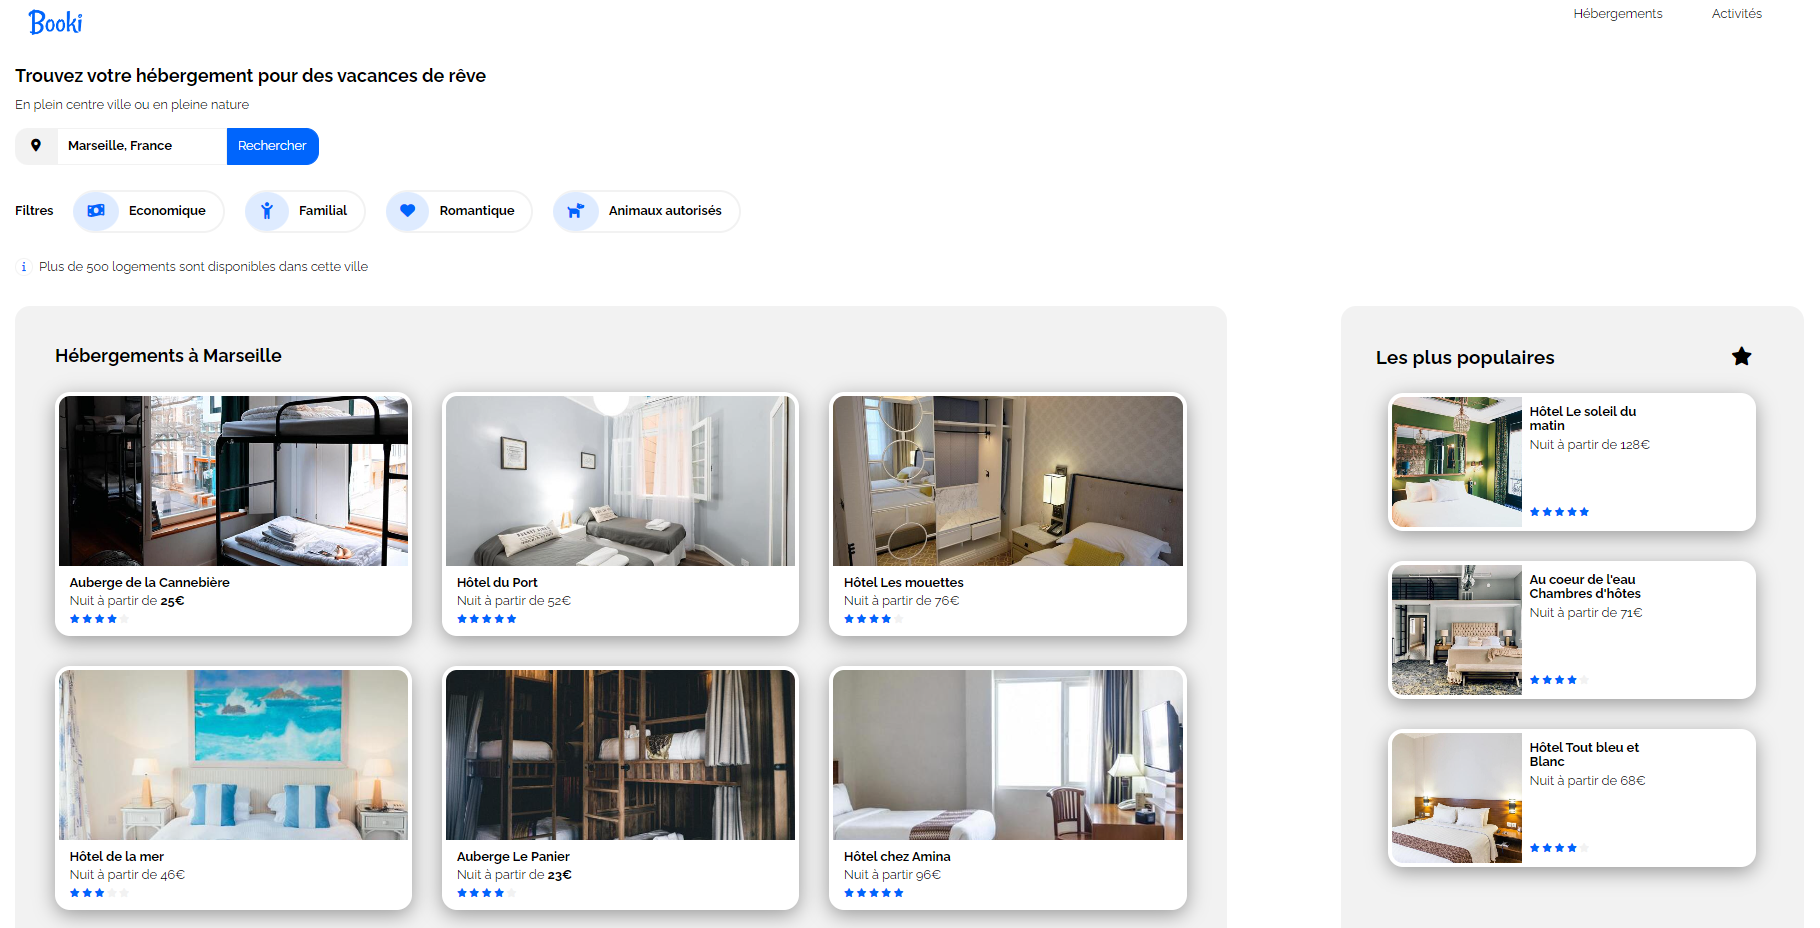 Booki
Hébergements
Activités
Trouvez votre hébergement pour des vacances de rêve
En plein centre ville ou en pleine nature
Marseille, France
Rechercher
Filtres
Economique
Familial
Romantique
Animaux autorisés
i Plus de 500 logements sont disponibles dans cette ville
Hébergements à Marseille
Auberge de la Cannebière
Nuit à partir de 25€
Hôtel du Port
Nuit à partir de 52€
Hôtel Les mouettes
Nuit à partir de 76€
Hôtel de la mer
Nuit à partir de 46€
Auberge Le Panier
Nuit à partir de 23€
Hôtel chez Amina
Nuit à partir 96€
Les plus populaires
Hôtel Le soleil du
matin
Nuit à partir de 128€
Au coeur de l'eau
Chambres d'hôtes
Nuit à partir de 71€
Hôtel Tout bleu et
Blanc
Nuit à partir de 68€